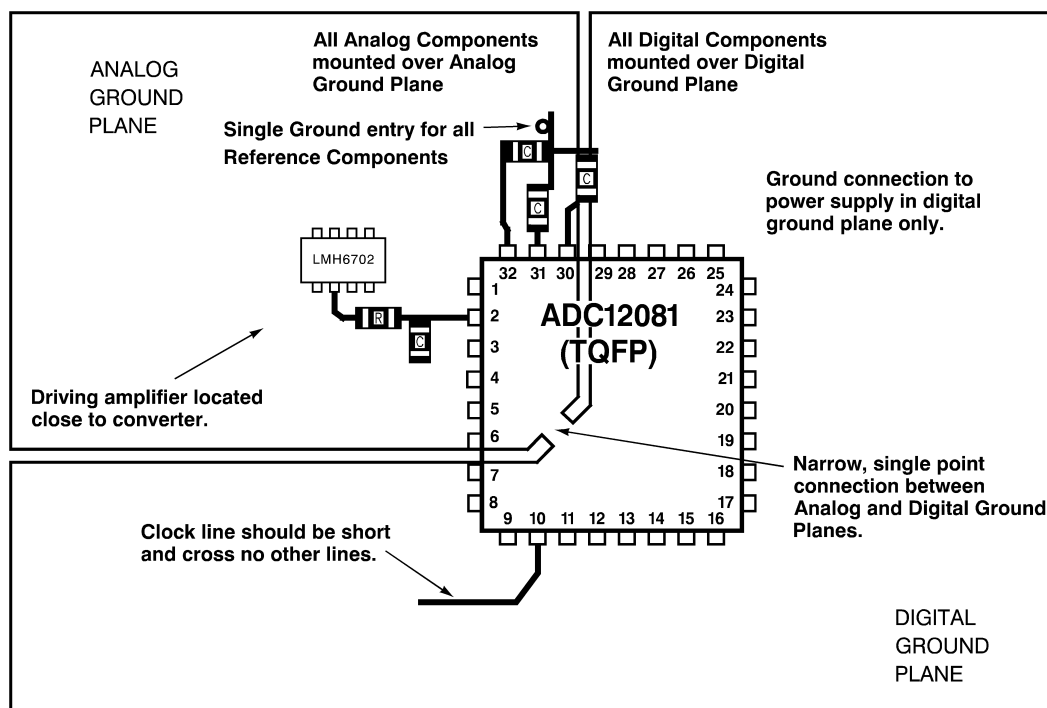 ANALOG
GROUND
PLANE
All Analog Components
mounted over Analog
Ground Plane
All Digital Components
mounted over Digital
Ground Plane
Single Ground entry for all
Reference Components
C
C
C
Ground connection to
power supply in digital
ground plane only.
LMH6702
R
C
32 31 30 29 28 27 26 25
1
2
3
4
5
6
7
8
24
23
22
21
20
19
18
17
ADC12081
(TQFP)
9 10 11 12 13 14 15 16
Driving amplifier located
close to converter.
Narrow, single point
connection between
Analog and Digital Ground
Planes.
Clock line should be short
and cross no other lines.
DIGITAL
GROUND
PLANE